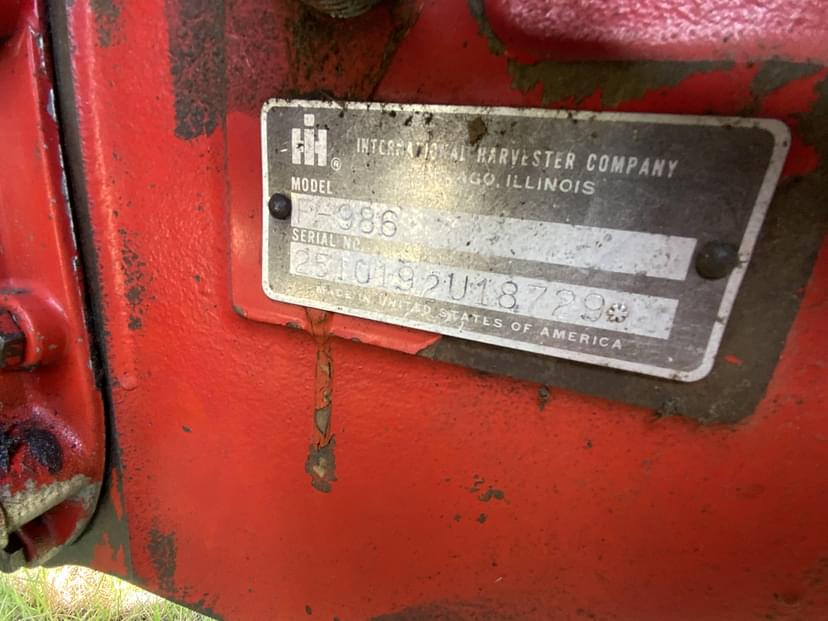 IH ®
INTERNATIONAL HARVESTER COMPANY
CHICAGO, ILLINOIS
MODEL
F-986
SERIAL NO.
2510192U18729
MADE IN UNITED STATES OF AMERICA